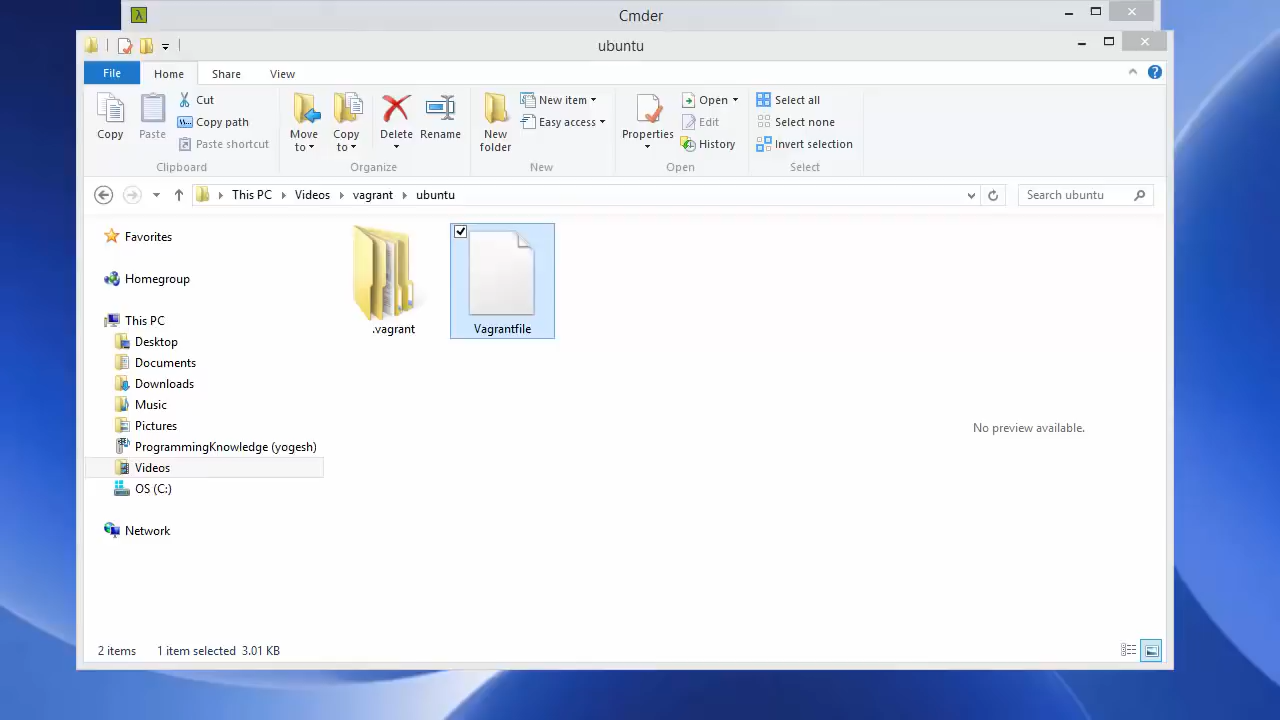 Cmder
ubuntu
File Home Share View
Copy
Paste
Cut
Copy path
Paste shortcut
Clipboard
Move to
Copy to
Delete
Rename
Organize
New folder
New item
Easy access
New
Properties
Open
Edit
History
Open
Select all
Select none
Invert selection
Select
This PC Videos vagrant ubuntu
Search ubuntu
Favorites
Homegroup
This PC
Desktop
Documents
Downloads
Music
Pictures
ProgrammingKnowledge (yogesh)
Videos
OS (C:)
Network
.vagrant
Vagrantfile
No preview available.
2 items 1 item selected 3.01 KB